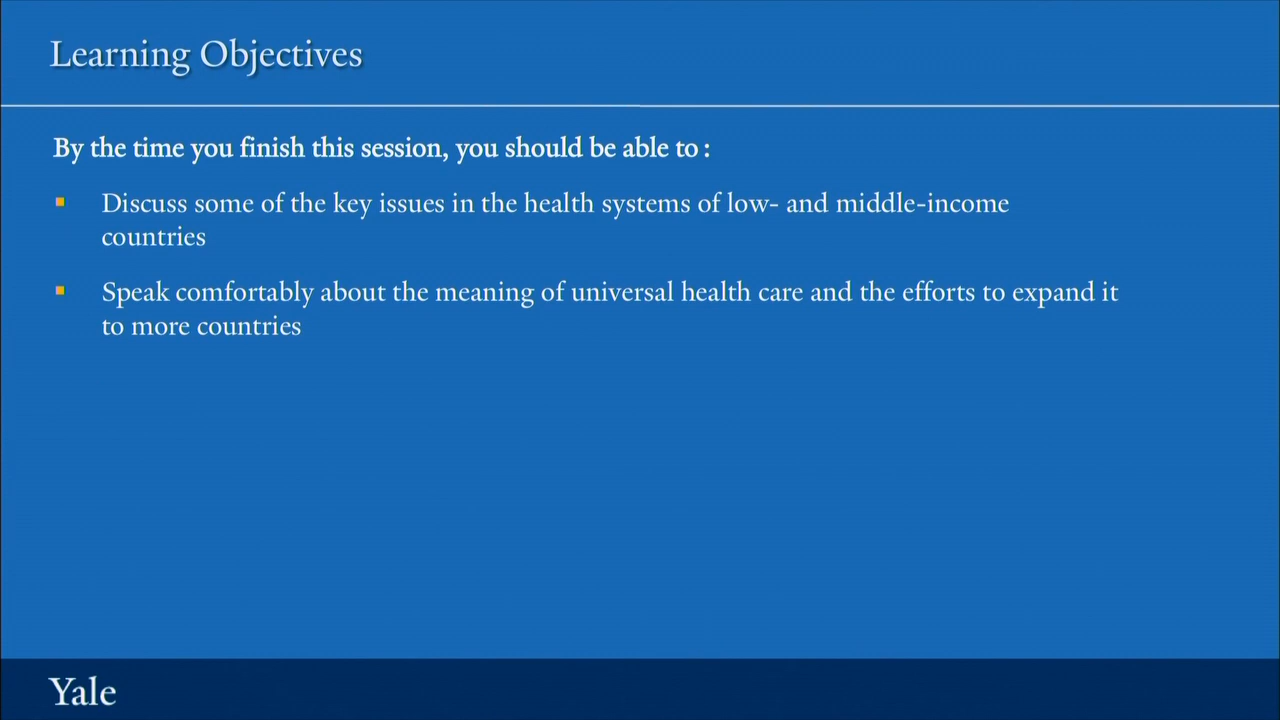 Learning Objectives
By the time you finish this session, you should be able to :
Discuss some of the key issues in the health systems of low- and middle-income
countries
Speak comfortably about the meaning of universal health care and the efforts to expand it
to more countries
Yale